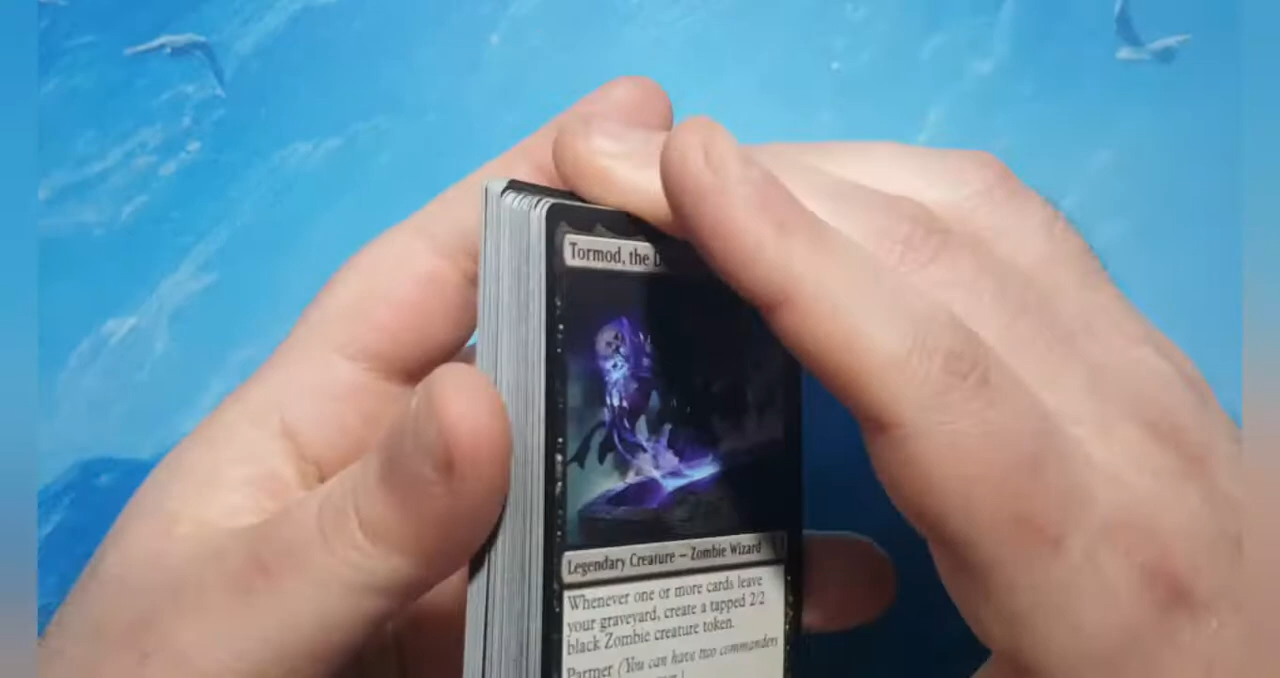 Tormod, the D
Legendary Creature — Zombie Wizard
Whenever one or more cards leave
your graveyard, create a tapped 2/2
black Zombie creature token.
Partner (You can have two commanders